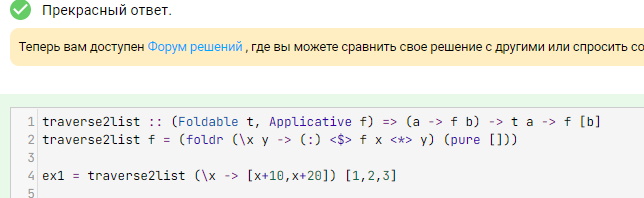 Прекрасный ответ.
Теперь вам доступен Форум решений , где вы можете сравнить свое решение с другими или спросить со
1 traverse2list :: (Foldable t, Applicative f) => (a -> f b) -> t a -> f [b]
2 traverse2list f = (foldr (\x y -> (:) <$> f x <*> y) (pure []))
3
4 ex1 = traverse2list (\x -> [x+10,x+20]) [1,2,3]
5